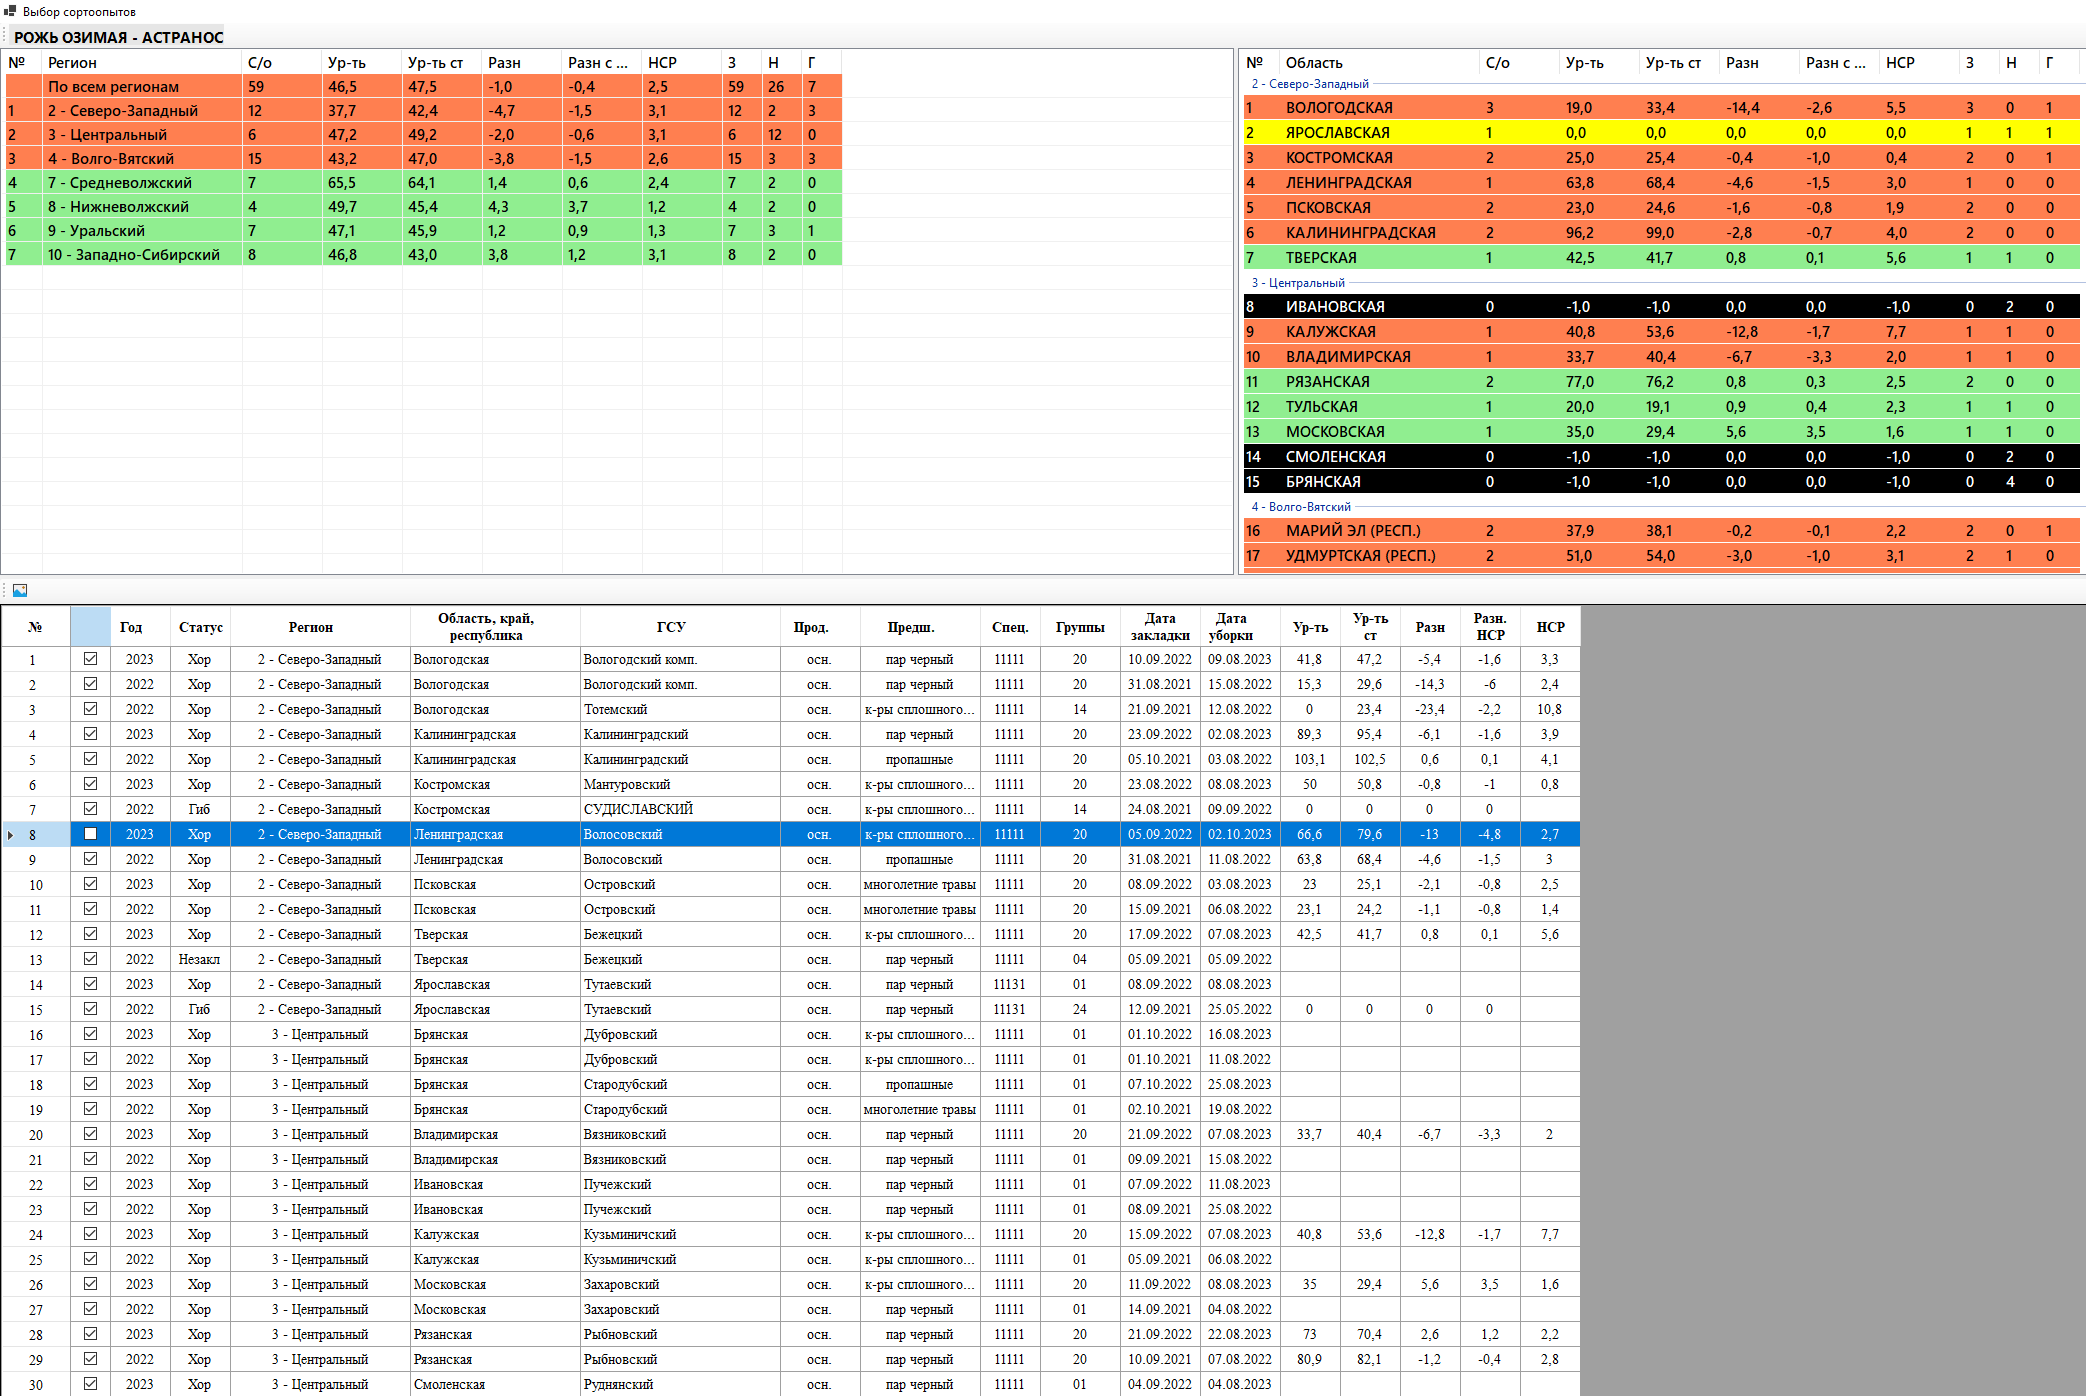 Выбор сортоопытов
РОЖЬ ОЗИМАЯ - АСТРАНОС
№ Регион С/о Ур-ть Ур-ть ст Разн Разн с ... НСР З Н Г
По всем регионам 59 46,5 47,5 -1,0 -0,4 2,5 59 26 7
1 2 - Северо-Западный 12 37,7 42,4 -4,7 -1,5 3,1 12 2 3
2 3 - Центральный 6 47,2 49,2 -2,0 -0,6 3,1 6 12 0
3 4 - Волго-Вятский 15 43,2 47,0 -3,8 -1,5 2,6 15 3 3
4 7 - Средневолжский 7 65,5 64,1 1,4 0,6 2,4 7 2 0
5 8 - Нижневолжский 4 49,7 45,4 4,3 3,7 1,2 4 2 0
6 9 - Уральский 7 47,1 45,9 1,2 0,9 1,3 7 3 1
7 10 - Западно-Сибирский 8 46,8 43,0 3,8 1,2 3,1 8 2 0
№ Область С/о Ур-ть Ур-ть ст Разн Разн с ... НСР З Н Г
2 - Северо-Западный
1 ВОЛОГОДСКАЯ 3 19,0 33,4 -14,4 -2,6 5,5 3 0 1
2 ЯРОСЛАВСКАЯ 1 0,0 0,0 0,0 0,0 0,0 1 1 1
3 КОСТРОМСКАЯ 2 25,0 25,4 -0,4 -1,0 0,4 2 0 1
4 ЛЕНИНГРАДСКАЯ 1 63,8 68,4 -4,6 -1,5 3,0 1 0 0
5 ПСКОВСКАЯ 2 23,0 24,6 -1,6 -0,8 1,9 2 0 0
6 КАЛИНИНГРАДСКАЯ 2 96,2 99,0 -2,8 -0,7 4,0 2 0 0
7 ТВЕРСКАЯ 1 42,5 41,7 0,8 0,1 5,6 1 1 0
3 - Центральный
8 ИВАНОВСКАЯ 0 -1,0 -1,0 0,0 0,0 -1,0 0 2 0
9 КАЛУЖСКАЯ 1 40,8 53,6 -12,8 -1,7 7,7 1 1 0
10 ВЛАДИМИРСКАЯ 1 33,7 40,4 -6,7 -3,3 2,0 1 1 0
11 РЯЗАНСКАЯ 2 77,0 76,2 0,8 0,3 2,5 2 0 0
12 ТУЛЬСКАЯ 1 20,0 19,1 0,9 0,4 2,3 1 1 0
13 МОСКОВСКАЯ 1 35,0 29,4 5,6 3,5 1,6 1 1 0
14 СМОЛЕНСКАЯ 0 -1,0 -1,0 0,0 0,0 -1,0 0 2 0
15 БРЯНСКАЯ 0 -1,0 -1,0 0,0 0,0 -1,0 0 4 0
4 - Волго-Вятский
16 МАРИЙ ЭЛ (РЕСП.) 2 37,9 38,1 -0,2 -0,1 2,2 2 0 1
17 УДМУРТСКАЯ (РЕСП.) 2 51,0 54,0 -3,0 -1,0 3,1 2 1 0
№ Год Статус Регион Область, край, республика ГСУ Прод. Предш. Спец. Группы Дата закладки Дата уборки Ур-ть Ур-ть ст Разн Разн. НСР НСР
1 2023 Хор 2 - Северо-Западный Вологодская Вологодский комп. осн. пар черный 11111 20 10.09.2022 09.08.2023 41,8 47,2 -5,4 -1,6 3,3
2 2022 Хор 2 - Северо-Западный Вологодская Вологодский комп. осн. пар черный 11111 20 31.08.2021 15.08.2022 15,3 29,6 -14,3 -6 2,4
3 2022 Хор 2 - Северо-Западный Вологодская Тотемский осн. к-ры сплошного... 11111 14 21.09.2021 12.08.2022 0 23,4 -23,4 -2,2 10,8
4 2023 Хор 2 - Северо-Западный Калининградская Калининградский осн. пар черный 11111 20 23.09.2022 02.08.2023 89,3 95,4 -6,1 -1,6 3,9
5 2022 Хор 2 - Северо-Западный Калининградская Калининградский осн. пропашные 11111 20 05.10.2021 03.08.2022 103,1 102,5 0,6 0,1 4,1
6 2023 Хор 2 - Северо-Западный Костромская Мантуровский осн. к-ры сплошного... 11111 20 23.08.2022 08.08.2023 50 50,8 -0,8 -1 0,8
7 2022 Гиб 2 - Северо-Западный Костромская СУДИСЛАВСКИЙ осн. к-ры сплошного... 11111 14 24.08.2021 09.09.2022 0 0 0 0
8 2023 Хор 2 - Северо-Западный Ленинградская Волосовский осн. к-ры сплошного... 11111 20 05.09.2022 02.10.2023 66,6 79,6 -13 -4,8 2,7
9 2022 Хор 2 - Северо-Западный Ленинградская Волосовский осн. пропашные 11111 20 31.08.2021 11.08.2022 63,8 68,4 -4,6 -1,5 3
10 2023 Хор 2 - Северо-Западный Псковская Островский осн. многолетние травы 11111 20 08.09.2022 03.08.2023 23 25,1 -2,1 -0,8 2,5
11 2022 Хор 2 - Северо-Западный Псковская Островский осн. многолетние травы 11111 20 15.09.2021 06.08.2022 23,1 24,2 -1,1 -0,8 1,4
12 2023 Хор 2 - Северо-Западный Тверская Бежецкий осн. к-ры сплошного... 11111 20 17.09.2022 07.08.2023 42,5 41,7 0,8 0,1 5,6
13 2022 Незакл 2 - Северо-Западный Тверская Бежецкий осн. пар черный 11111 04 05.09.2021 05.09.2022
14 2023 Хор 2 - Северо-Западный Ярославская Тутаевский осн. пар черный 11131 01 08.09.2022 08.08.2023
15 2022 Гиб 2 - Северо-Западный Ярославская Тутаевский осн. пар черный 11131 24 12.09.2021 25.05.2022 0 0 0 0
16 2023 Хор 3 - Центральный Брянская Дубровский осн. к-ры сплошного... 11111 01 01.10.2022 16.08.2023
17 2022 Хор 3 - Центральный Брянская Дубровский осн. к-ры сплошного... 11111 01 01.10.2021 11.08.2022
18 2023 Хор 3 - Центральный Брянская Стародубский осн. пропашные 11111 01 07.10.2022 25.08.2023
19 2022 Хор 3 - Центральный Брянская Стародубский осн. многолетние травы 11111 01 02.10.2021 19.08.2022
20 2023 Хор 3 - Центральный Владимирская Вязниковский осн. пар черный 11111 20 21.09.2022 07.08.2023 33,7 40,4 -6,7 -3,3 2
21 2022 Хор 3 - Центральный Владимирская Вязниковский осн. пар черный 11111 01 09.09.2021 15.08.2022
22 2023 Хор 3 - Центральный Ивановская Пучежский осн. пар черный 11111 01 07.09.2022 11.08.2023
23 2022 Хор 3 - Центральный Ивановская Пучежский осн. пар черный 11111 01 08.09.2021 25.08.2022
24 2023 Хор 3 - Центральный Калужская Кузьминичский осн. к-ры сплошного... 11111 20 15.09.2022 07.08.2023 40,8 53,6 -12,8 -1,7 7,7
25 2022 Хор 3 - Центральный Калужская Кузьминичский осн. к-ры сплошного... 11111 01 05.09.2021 06.08.2022
26 2023 Хор 3 - Центральный Московская Захаровский осн. к-ры сплошного... 11111 20 11.09.2022 08.08.2023 35 29,4 5,6 3,5 1,6
27 2022 Хор 3 - Центральный Московская Захаровский осн. пар черный 11111 01 14.09.2021 04.08.2022
28 2023 Хор 3 - Центральный Рязанская Рыбновский осн. пар черный 11111 20 21.09.2022 22.08.2023 73 70,4 2,6 1,2 2,2
29 2022 Хор 3 - Центральный Рязанская Рыбновский осн. пар черный 11111 20 10.09.2021 07.08.2022 80,9 82,1 -1,2 -0,4 2,8
30 2023 Хор 3 - Центральный Смоленская Руднянский осн. пар черный 11111 01 04.09.2022 04.08.2023